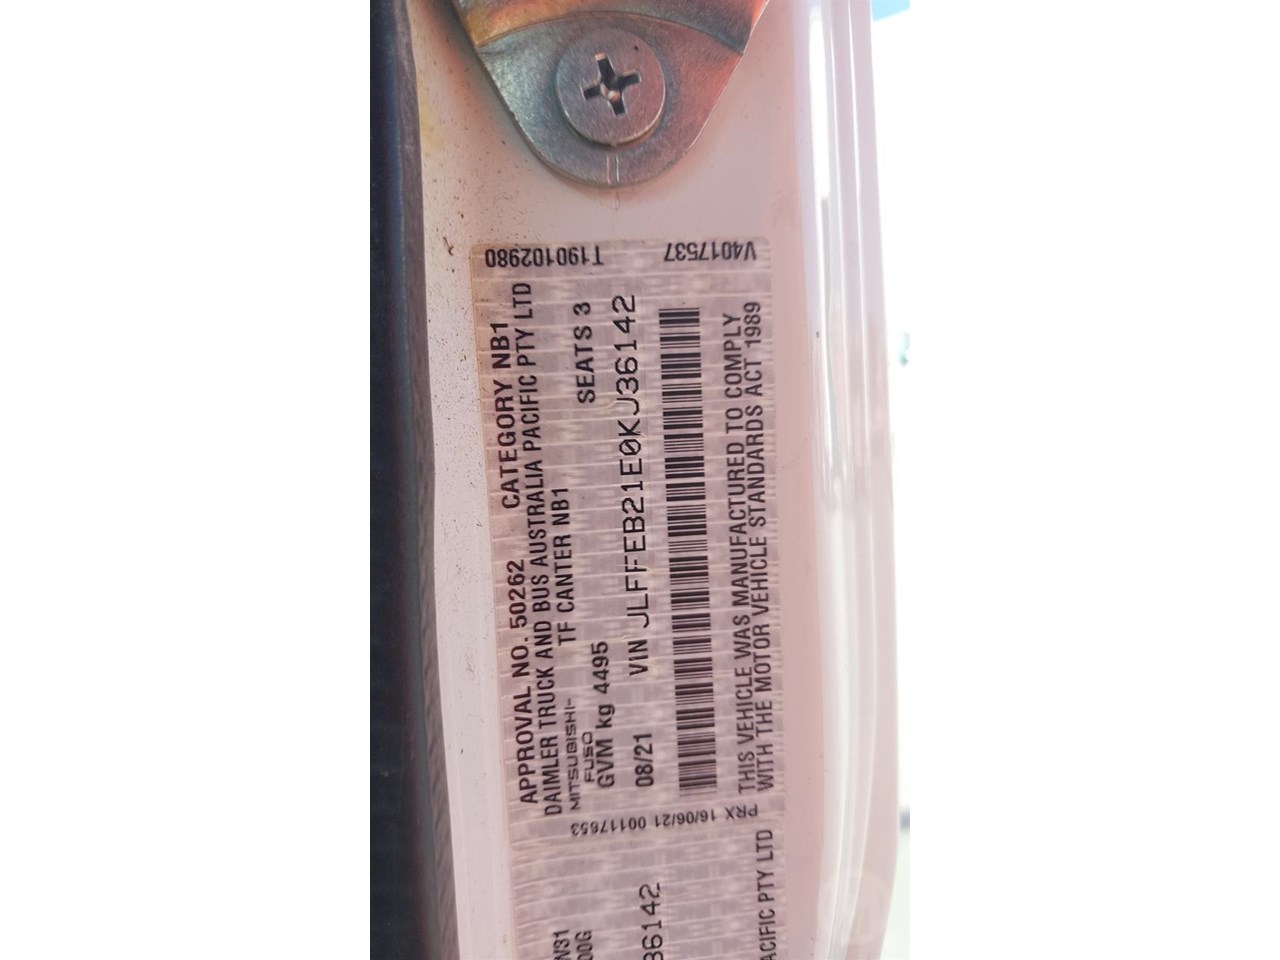 APPROVAL NO. 50262 CATEGORY NB1
DAIMLER TRUCK AND BUS AUSTRALIA PACIFIC PTY LTD
MITSUBISHI-
FUSO
TF CANTER NB1
GVM kg 4495 SEATS 3
08/21 VIN JLFFEB21E0KJ36142
THIS VEHICLE WAS MANUFACTURED TO COMPLY
WITH THE MOTOR VEHICLE STANDARDS ACT 1989
T190102980
V4017537
PRX 16/06/21 00117653
36142
ACIFIC PTY LTD